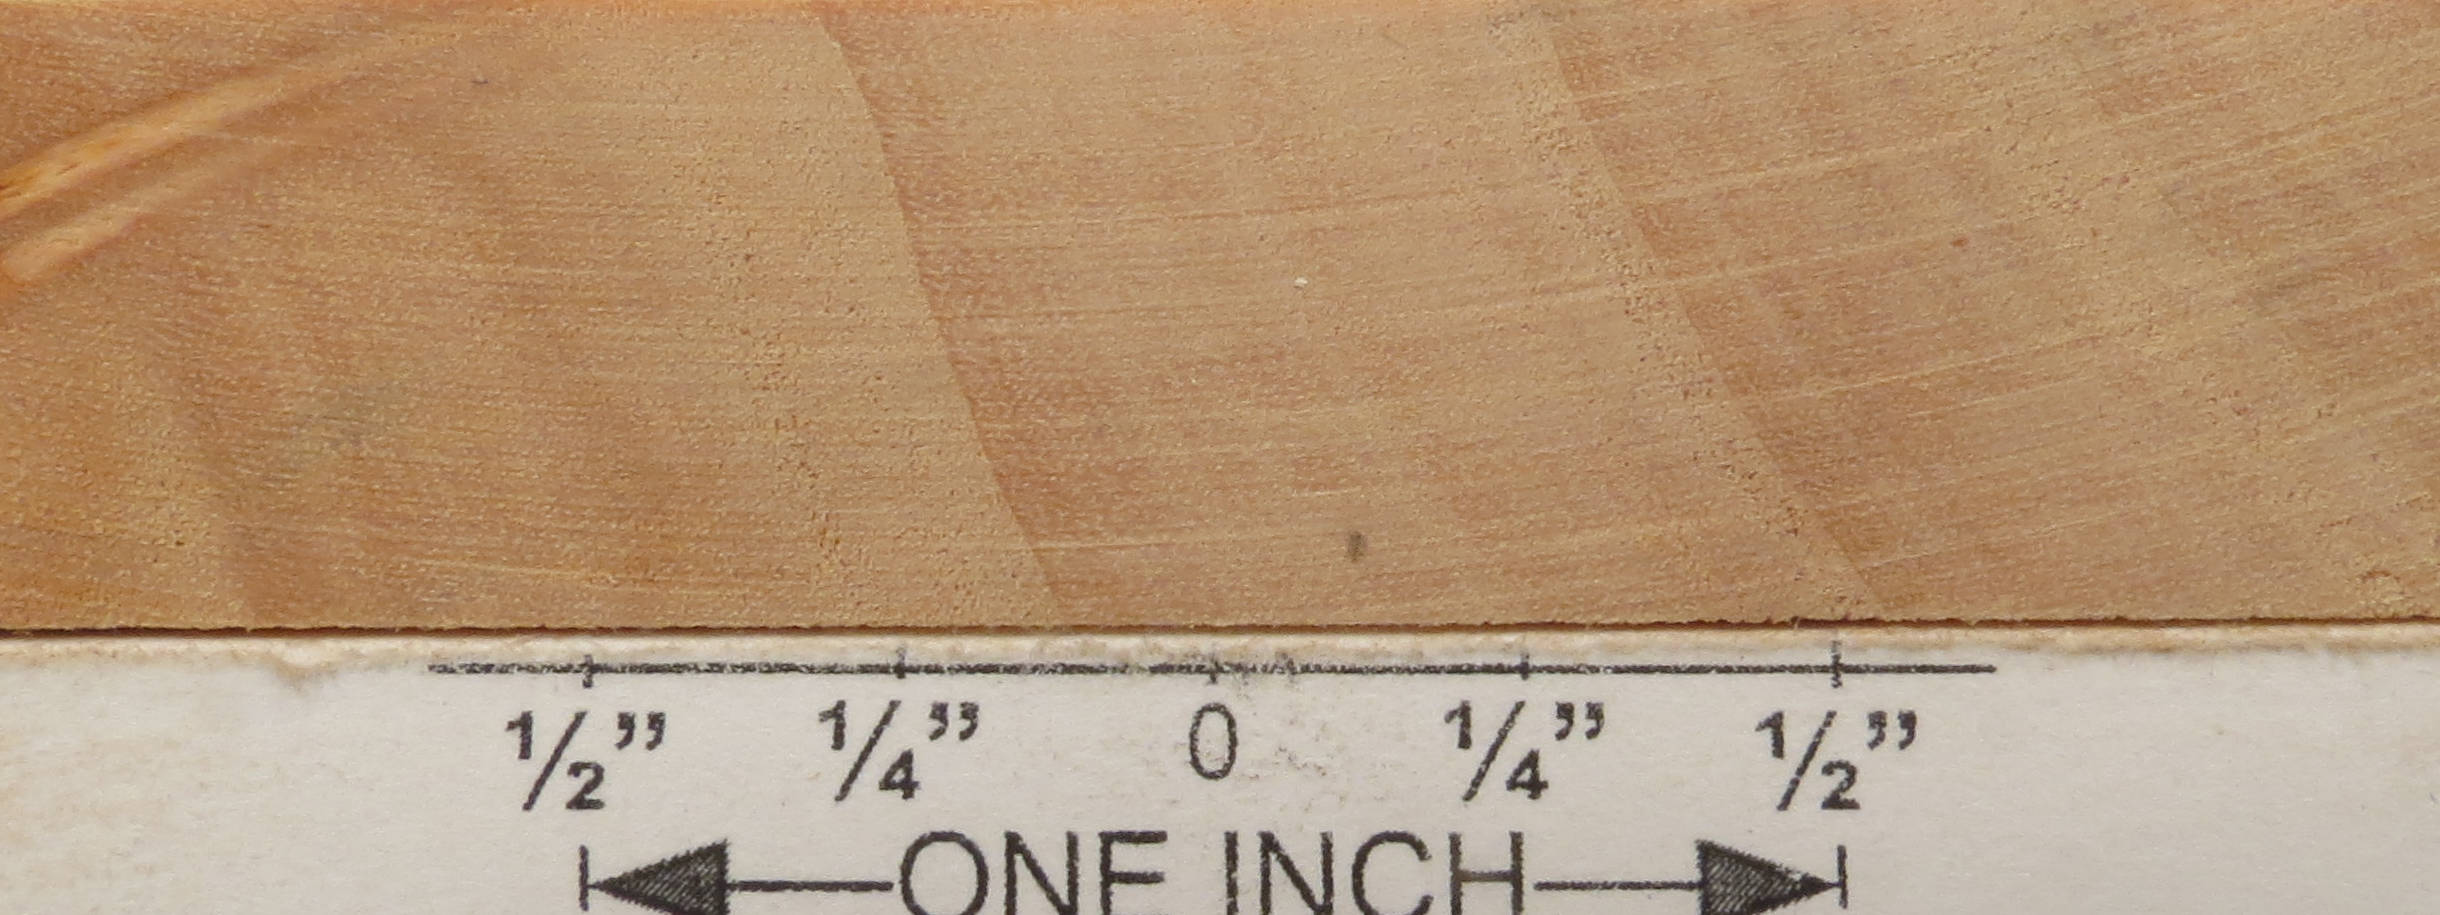 1/2” 1/4” 0 1/4” 1/2”
ONE INCH